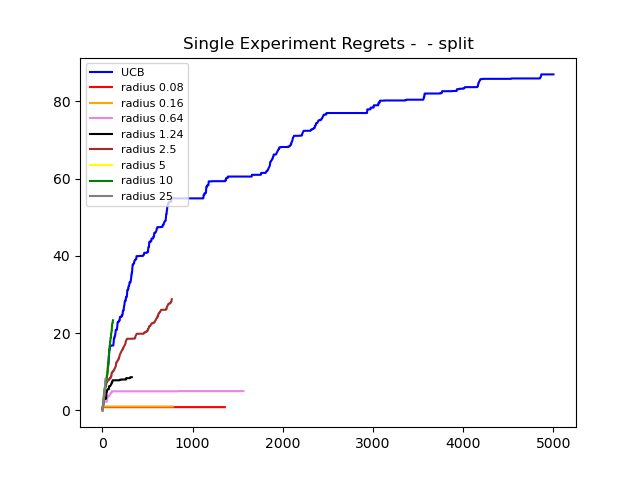 Single Experiment Regrets -  - split
UCB
radius 0.08
radius 0.16
radius 0.64
radius 1.24
radius 2.5
radius 5
radius 10
radius 25
80
60
40
20
0
0 1000 2000 3000 4000 5000